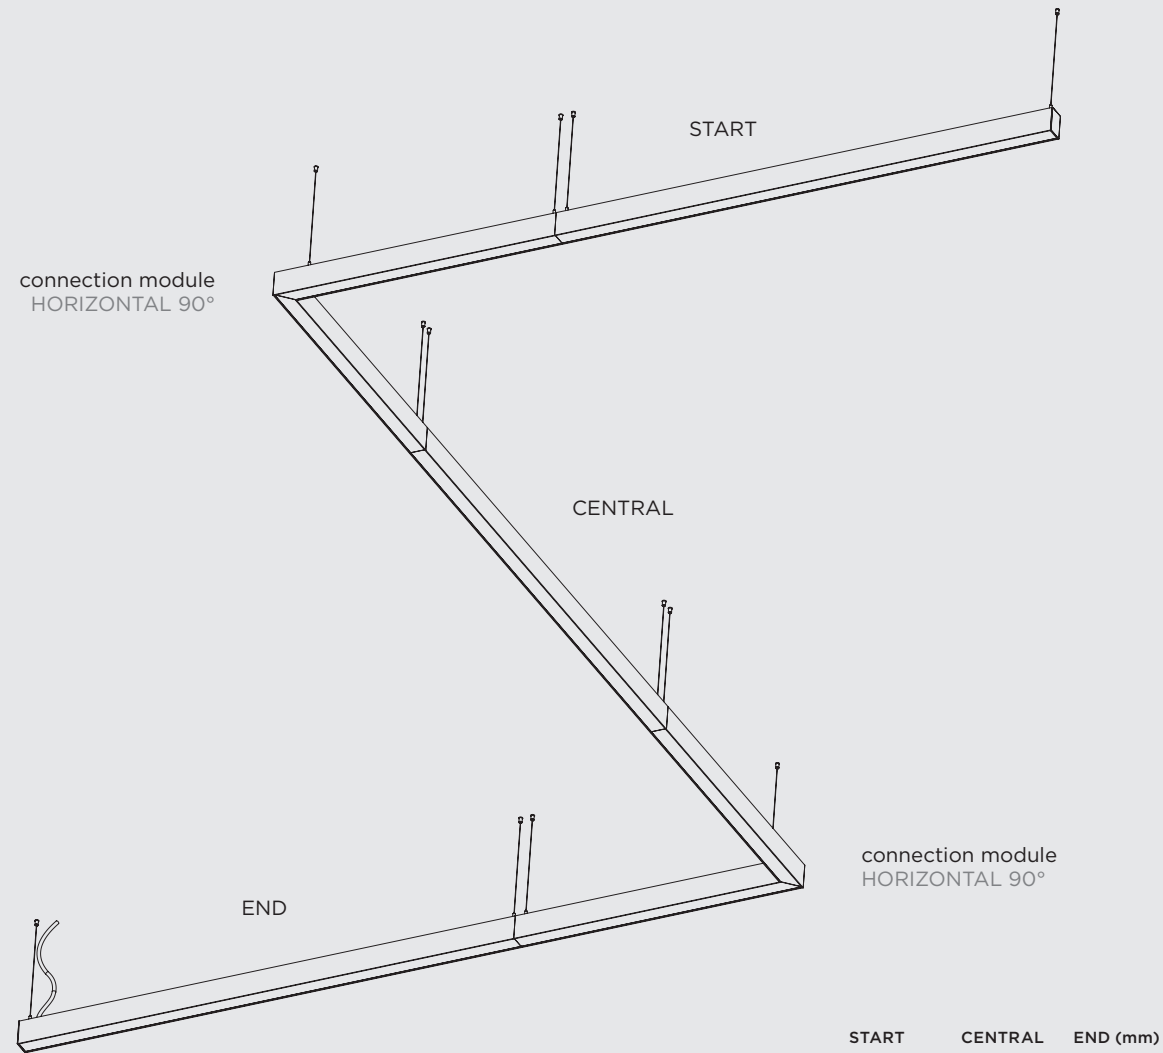 START
connection module
HORIZONTAL 90°
CENTRAL
connection module
HORIZONTAL 90°
END
START CENTRAL END (mm)